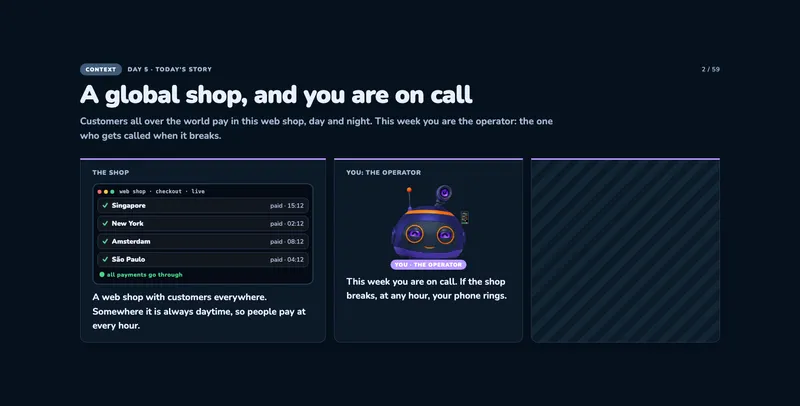 CONTEXT DAY 5 · TODAY'S STORY 2 / 59
A global shop, and you are on call
Customers all over the world pay in this web shop, day and night. This week you are the operator: the one
who gets called when it breaks.
THE SHOP
web shop · checkout · live
✓ Singapore paid · 15:12
✓ New York paid · 02:12
✓ Amsterdam paid · 08:12
✓ São Paulo paid · 04:12
all payments go through
A web shop with customers everywhere.
Somewhere it is always daytime, so people pay at
every hour.
YOU: THE OPERATOR
YOU · THE OPERATOR
This week you are on call. If the shop
breaks, at any hour, your phone rings.